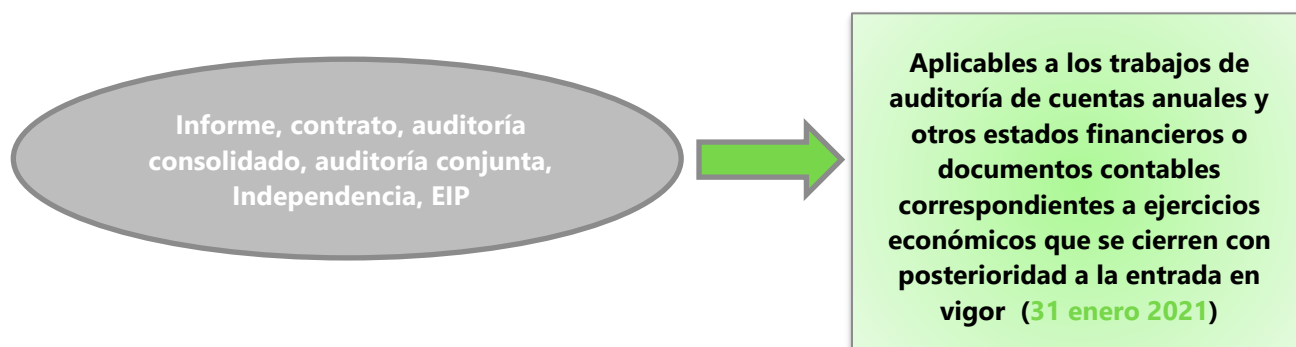 Informe, contrato, auditoría
consolidado, auditoría conjunta,
Independencia, EIP
Aplicables a los trabajos de
auditoría de cuentas anuales y
otros estados financieros o
documentos contables
correspondientes a ejercicios
económicos que se cierren con
posterioridad a la entrada en
vigor (31 enero 2021)